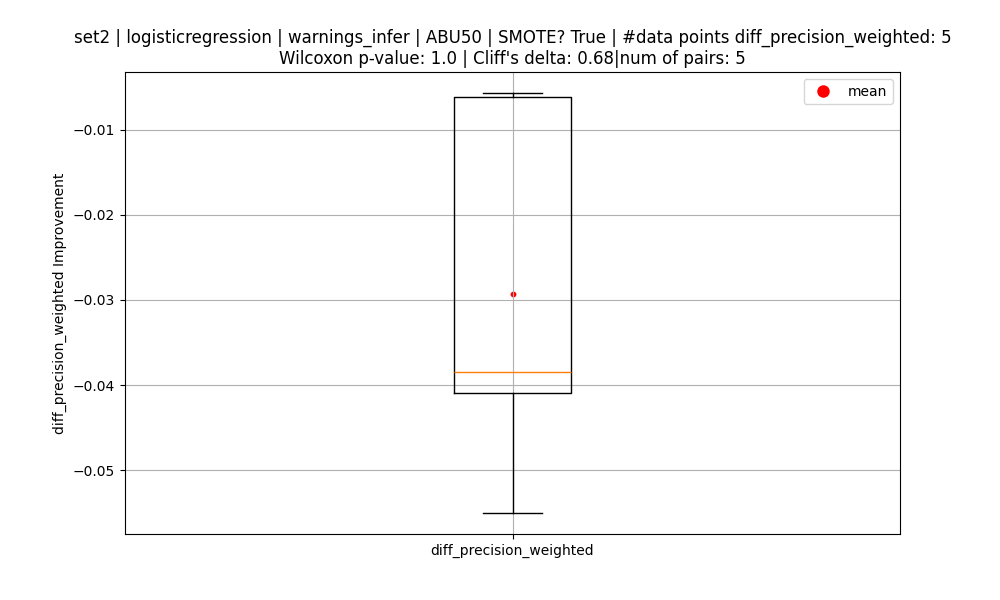 set2 | logisticregression | warnings_infer | ABU50 | SMOTE? True | #data points diff_precision_weighted: 5
Wilcoxon p-value: 1.0 | Cliff's delta: 0.68|num of pairs: 5
mean
−0.01
−0.02
−0.03
−0.04
−0.05
diff_precision_weighted Improvement
diff_precision_weighted